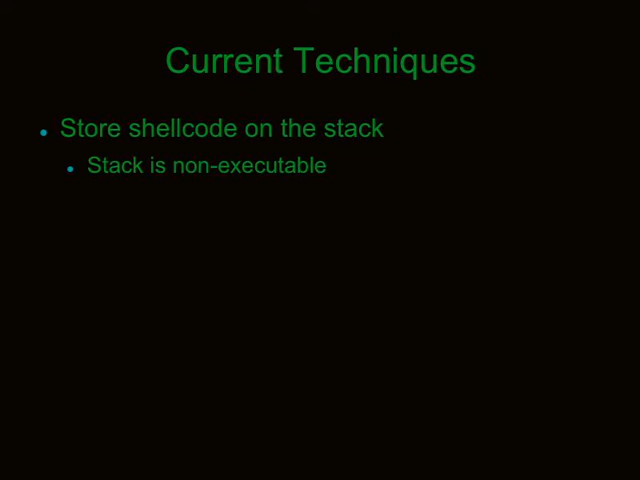 Current Techniques
Store shellcode on the stack
Stack is non-executable